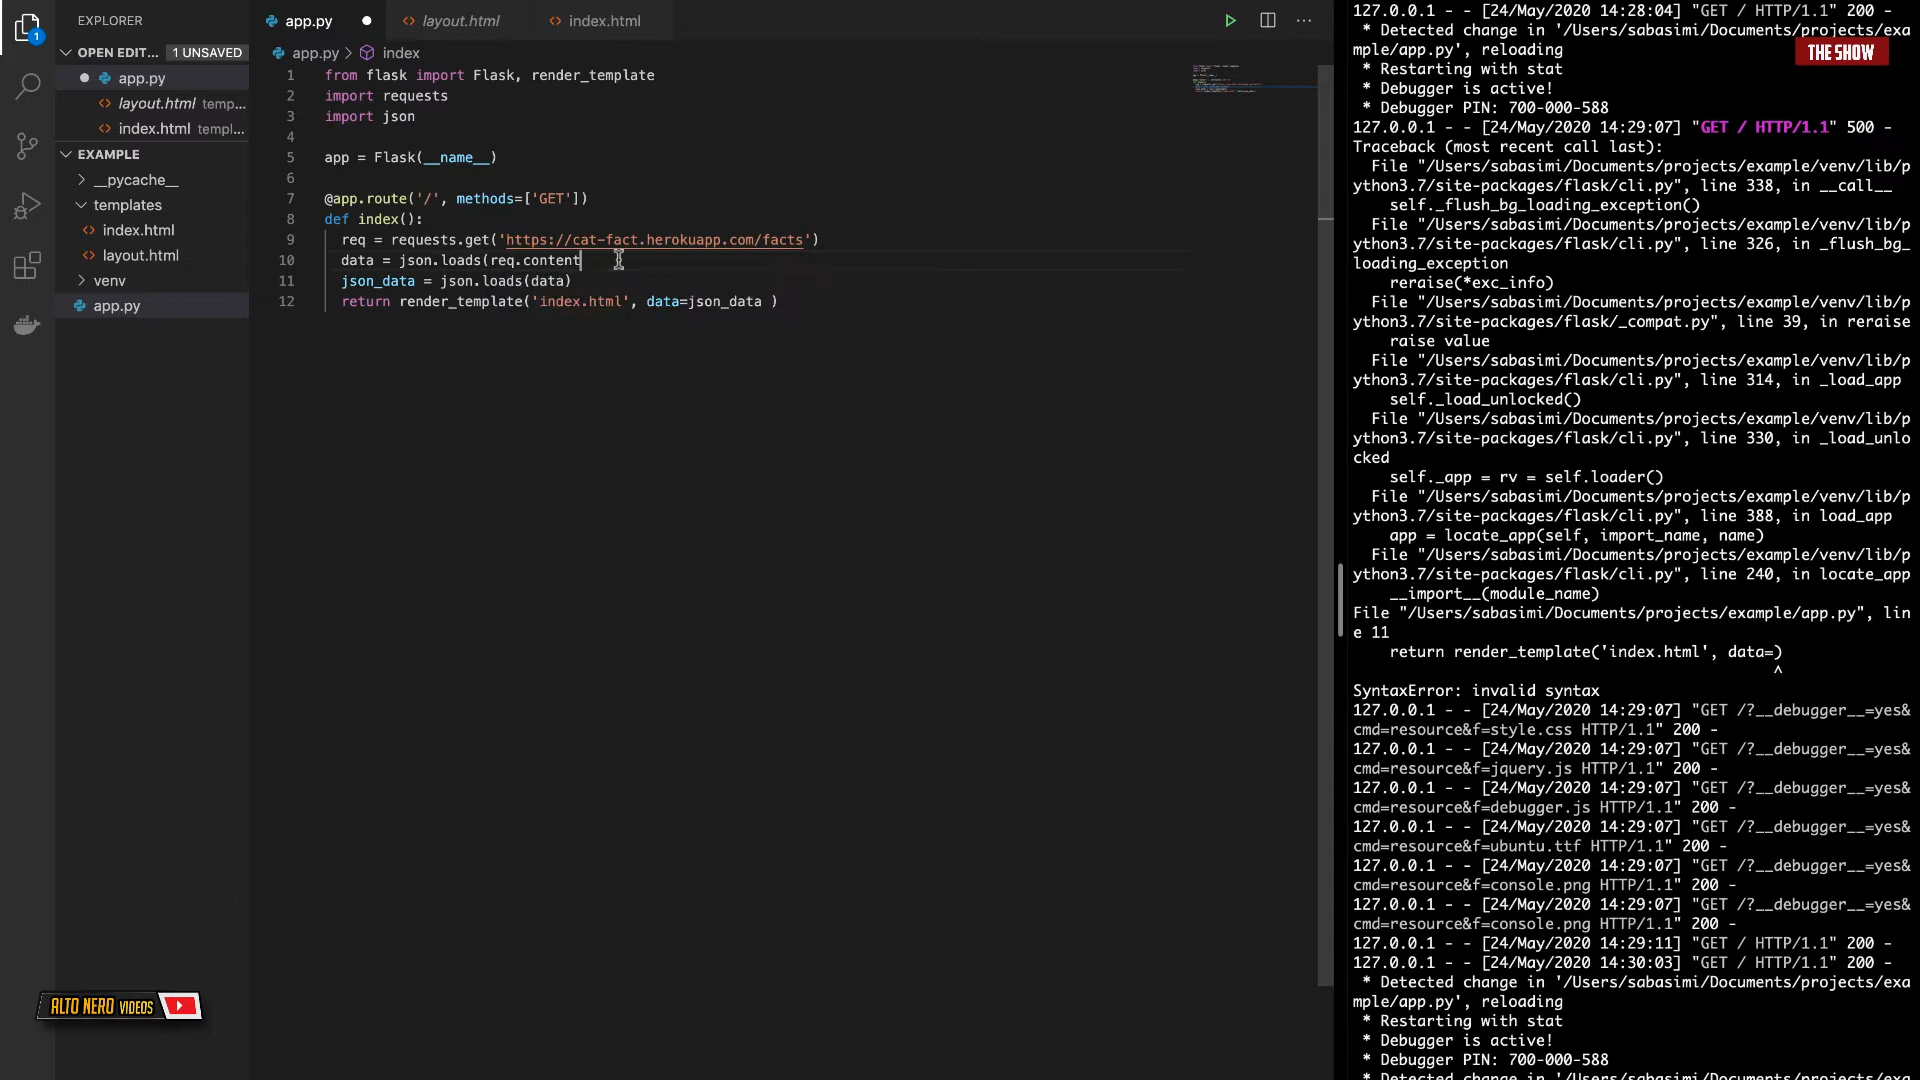 EXPLORER
OPEN EDIT... 1 UNSAVED
app.py
layout.html temp...
index.html templ...
EXAMPLE
__pycache__
templates
index.html
layout.html
venv
app.py
1
app.py
layout.html
index.html
app.py > index
1 from flask import Flask, render_template
2 import requests
3 import json
4
5 app = Flask(__name__)
6
7 @app.route('/', methods=['GET'])
8 def index():
9 req = requests.get('https://cat-fact.herokuapp.com/facts')
10 data = json.loads(req.content
11 json_data = json.loads(data)
12 return render_template('index.html', data=json_data )
127.0.0.1 - - [24/May/2020 14:28:04] "GET / HTTP/1.1" 200 -
* Detected change in '/Users/sabasimi/Documents/projects/exa
mple/app.py', reloading
* Restarting with stat
* Debugger is active!
* Debugger PIN: 700-000-588
127.0.0.1 - - [24/May/2020 14:29:07] "GET / HTTP/1.1" 500 -
Traceback (most recent call last):
File "/Users/sabasimi/Documents/projects/example/venv/lib/p
ython3.7/site-packages/flask/cli.py", line 338, in __call__
self._flush_bg_loading_exception()
File "/Users/sabasimi/Documents/projects/example/venv/lib/p
ython3.7/site-packages/flask/cli.py", line 326, in _flush_bg_
loading_exception
reraise(*exc_info)
File "/Users/sabasimi/Documents/projects/example/venv/lib/p
ython3.7/site-packages/flask/_compat.py", line 39, in reraise
raise value
File "/Users/sabasimi/Documents/projects/example/venv/lib/p
ython3.7/site-packages/flask/cli.py", line 314, in _load_app
self._load_unlocked()
File "/Users/sabasimi/Documents/projects/example/venv/lib/p
ython3.7/site-packages/flask/cli.py", line 330, in _load_unlo
cked
self._app = rv = self.loader()
File "/Users/sabasimi/Documents/projects/example/venv/lib/p
ython3.7/site-packages/flask/cli.py", line 388, in load_app
app = locate_app(self, import_name, name)
File "/Users/sabasimi/Documents/projects/example/venv/lib/p
ython3.7/site-packages/flask/cli.py", line 240, in locate_app
__import__(module_name)
File "/Users/sabasimi/Documents/projects/example/app.py", lin
e 11
return render_template('index.html', data=)
^
SyntaxError: invalid syntax
127.0.0.1 - - [24/May/2020 14:29:07] "GET /?__debugger__=yes&
cmd=resource&f=style.css HTTP/1.1" 200 -
127.0.0.1 - - [24/May/2020 14:29:07] "GET /?__debugger__=yes&
cmd=resource&f=jquery.js HTTP/1.1" 200 -
127.0.0.1 - - [24/May/2020 14:29:07] "GET /?__debugger__=yes&
cmd=resource&f=debugger.js HTTP/1.1" 200 -
127.0.0.1 - - [24/May/2020 14:29:07] "GET /?__debugger__=yes&
cmd=resource&f=ubuntu.ttf HTTP/1.1" 200 -
127.0.0.1 - - [24/May/2020 14:29:07] "GET /?__debugger__=yes&
cmd=resource&f=console.png HTTP/1.1" 200 -
127.0.0.1 - - [24/May/2020 14:29:07] "GET /?__debugger__=yes&
cmd=resource&f=console.png HTTP/1.1" 200 -
127.0.0.1 - - [24/May/2020 14:29:11] "GET / HTTP/1.1" 200 -
127.0.0.1 - - [24/May/2020 14:30:03] "GET / HTTP/1.1" 200 -
* Detected change in '/Users/sabasimi/Documents/projects/exa
mple/app.py', reloading
* Restarting with stat
* Debugger is active!
* Debugger PIN: 700-000-588
* Detected change in '/Users/sabasimi/Documents/projects/exa
THE SHOW
ALTO NERO VIDEOS